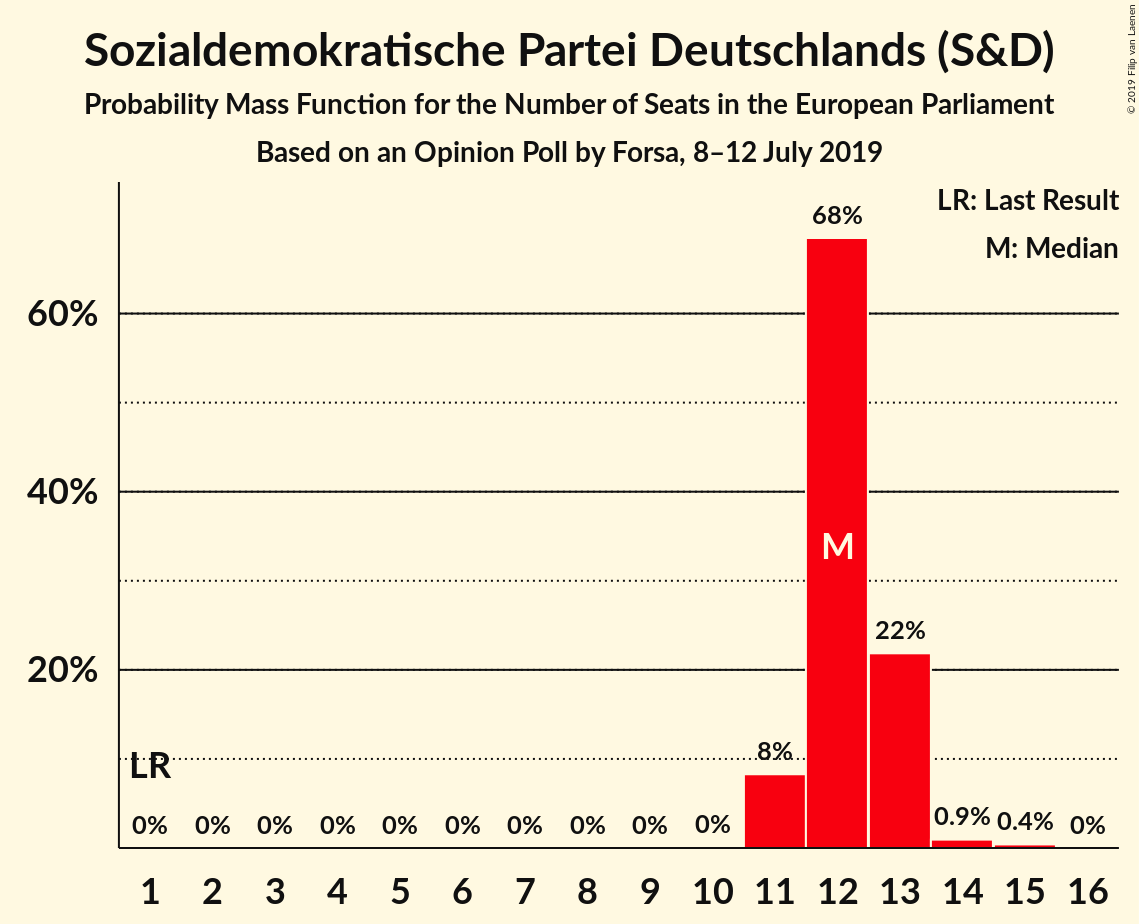 Sozialdemokratische Partei Deutschlands (S&D)
Probability Mass Function for the Number of Seats in the European Parliament
Based on an Opinion Poll by Forsa, 8–12 July 2019
© 2019 Filip van Laenen
LR: Last Result
M: Median
68%
60%
40%
M
22%
20%
LR
8%
0% 0% 0% 0% 0% 0% 0% 0% 0% 0% 0.9% 0.4% 0%
1 2 3 4 5 6 7 8 9 10 11 12 13 14 15 16